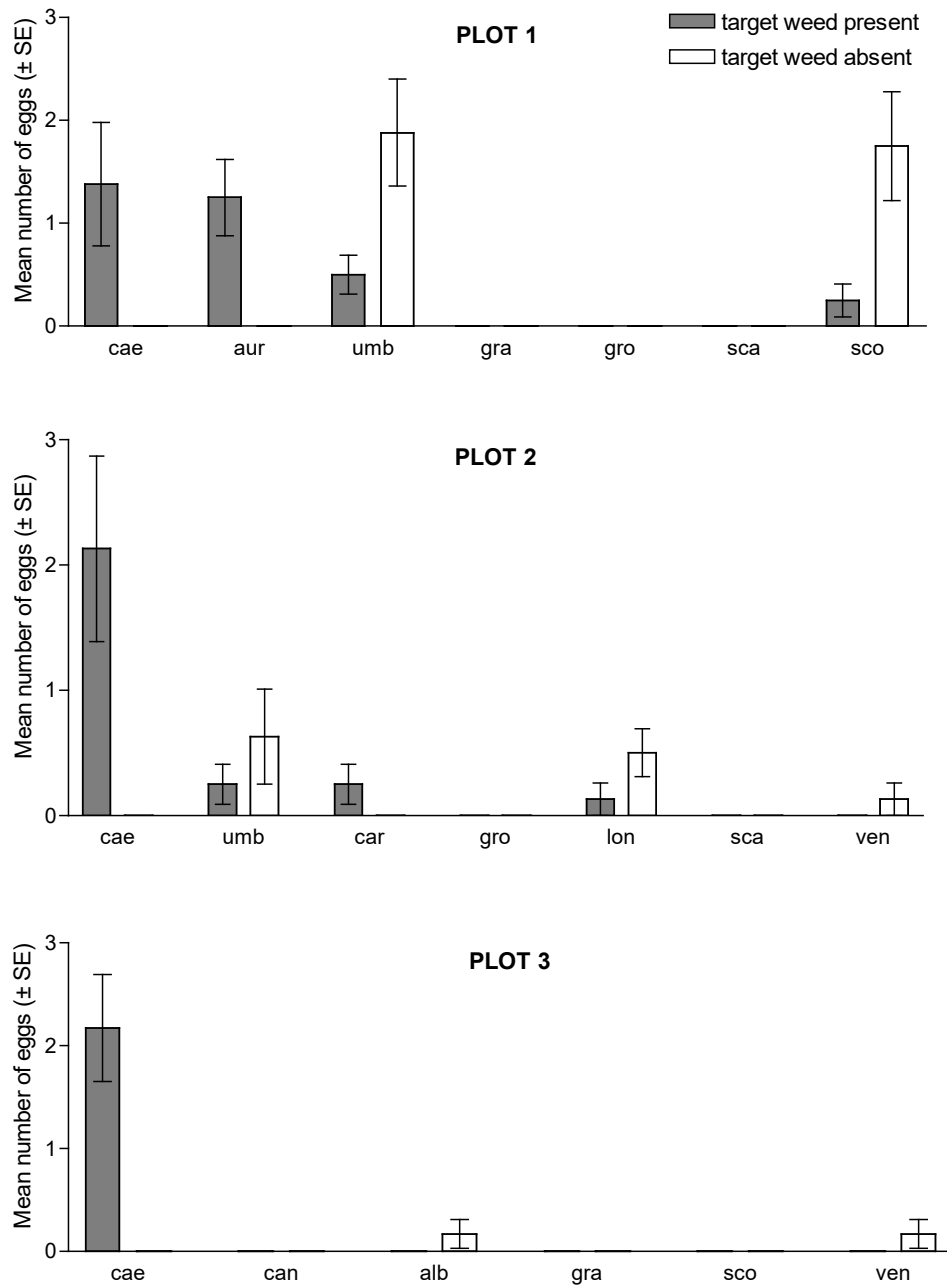 PLOT 1
target weed present
target weed absent
Mean number of eggs (± SE)
3
2
1
0
cae aur umb gra gro sca sco
PLOT 2
Mean number of eggs (± SE)
3
2
1
0
cae umb car gro lon sca ven
PLOT 3
Mean number of eggs (± SE)
3
2
1
0
cae can alb gra sco ven